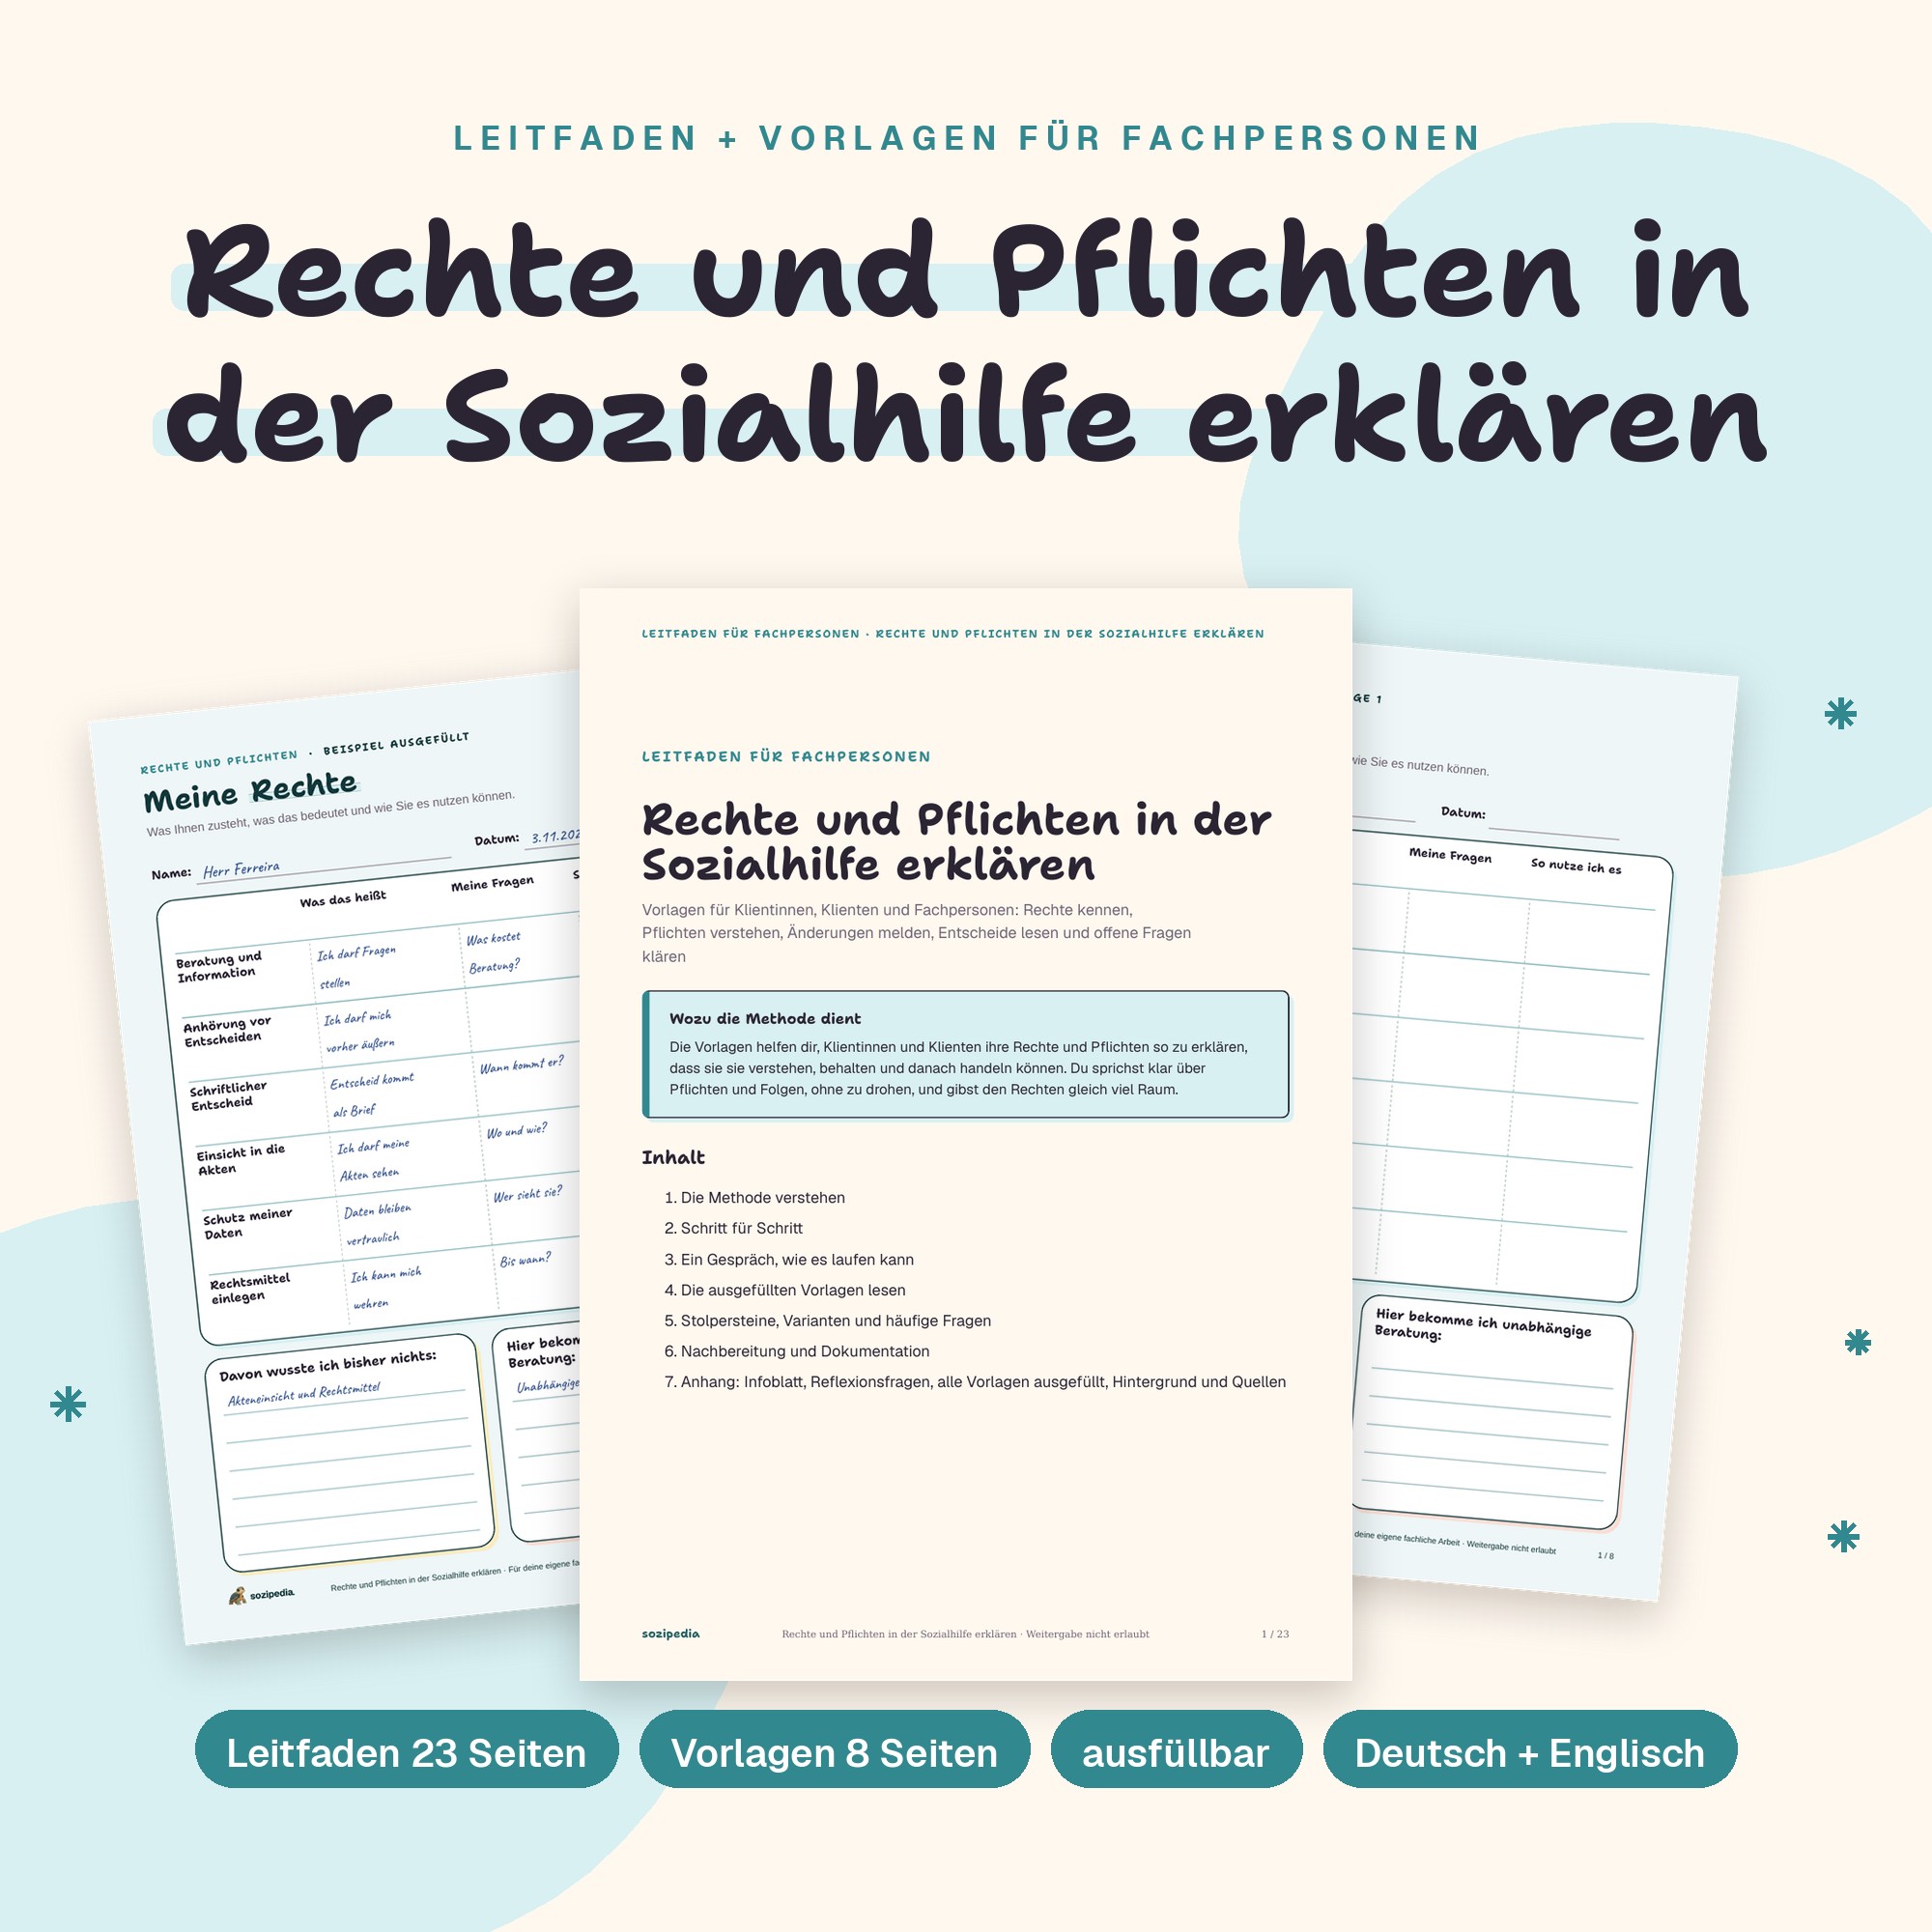 LEITFADEN + VORLAGEN FÜR FACHPERSONEN
Rechte und Pflichten in
der Sozialhilfe erklären
RECHTE UND PFLICHTEN · BEISPIEL AUSGEFÜLLT
Meine Rechte
Was Ihnen zusteht, was das bedeutet und wie Sie es nutzen können.
Name: Herr Ferreira
Datum: 3.11.202
Was das heißt
Meine Fragen
S
Beratung und
Information
Ich darf Fragen
stellen
Was kostet
Beratung?
Anhörung vor
Entscheiden
Ich darf mich
vorher äußern
Schriftlicher
Entscheid
Entscheid kommt
als Brief
Wann kommt er?
Einsicht in die
Akten
Ich darf meine
Akten sehen
Wo und wie?
Schutz meiner
Daten
Daten bleiben
vertraulich
Wer sieht sie?
Rechtsmittel
einlegen
Ich kann mich
wehren
Bis wann?
Davon wusste ich bisher nichts:
Akteneinsicht und Rechtsmittel
Hier bekom
Beratung:
Unabhängige
sozipedia.
Rechte und Pflichten in der Sozialhilfe erklären · Für deine eigene fa
LEITFADEN FÜR FACHPERSONEN · RECHTE UND PFLICHTEN IN DER SOZIALHILFE ERKLÄREN
LEITFADEN FÜR FACHPERSONEN
Rechte und Pflichten in der
Sozialhilfe erklären
Vorlagen für Klientinnen, Klienten und Fachpersonen: Rechte kennen,
Pflichten verstehen, Änderungen melden, Entscheide lesen und offene Fragen
klären
Wozu die Methode dient
Die Vorlagen helfen dir, Klientinnen und Klienten ihre Rechte und Pflichten so zu erklären,
dass sie sie verstehen, behalten und danach handeln können. Du sprichst klar über
Pflichten und Folgen, ohne zu drohen, und gibst den Rechten gleich viel Raum.
Inhalt
1. Die Methode verstehen
2. Schritt für Schritt
3. Ein Gespräch, wie es laufen kann
4. Die ausgefüllten Vorlagen lesen
5. Stolpersteine, Varianten und häufige Fragen
6. Nachbereitung und Dokumentation
7. Anhang: Infoblatt, Reflexionsfragen, alle Vorlagen ausgefüllt, Hintergrund und Quellen
sozipedia
Rechte und Pflichten in der Sozialhilfe erklären · Weitergabe nicht erlaubt
1 / 23
GE 1
wie Sie es nutzen können.
Datum:
Meine Fragen
So nutze ich es
Hier bekomme ich unabhängige
Beratung:
deine eigene fachliche Arbeit · Weitergabe nicht erlaubt
1 / 8
Leitfaden 23 Seiten
Vorlagen 8 Seiten
ausfüllbar
Deutsch + Englisch